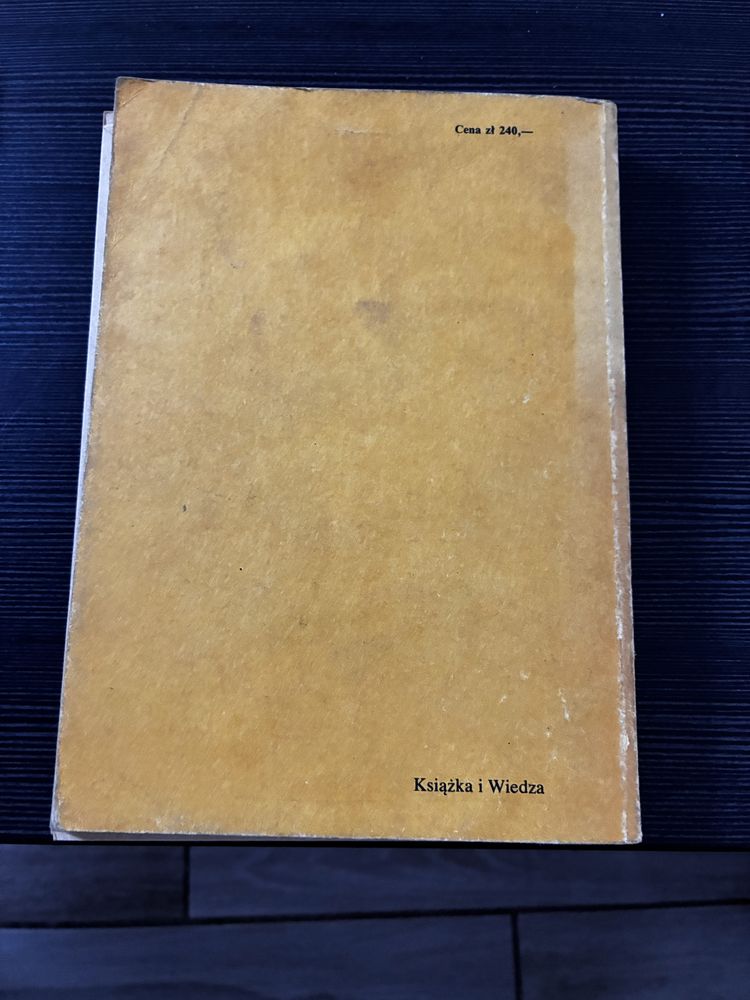 Cena zł 240,—
Książka i Wiedza